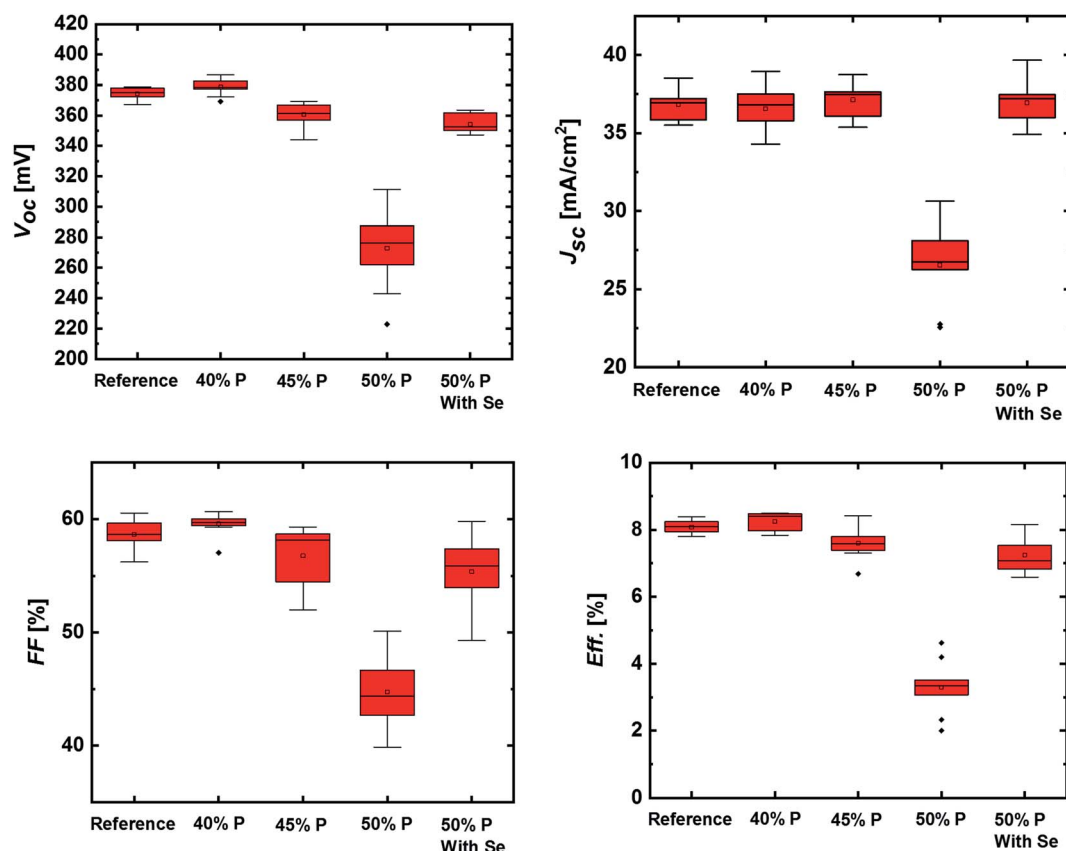 420
400
380
360
340
320
300
280
260
240
220
200
V_OC [mV]
Reference 40% P 45% P 50% P 50% P
With Se
40
35
30
25
20
J_SC [mA/cm²]
Reference 40% P 45% P 50% P 50% P
With Se
60
50
40
FF [%]
Reference 40% P 45% P 50% P 50% P
With Se
10
8
6
4
2
0
Eff. [%]
Reference 40% P 45% P 50% P 50% P
With Se